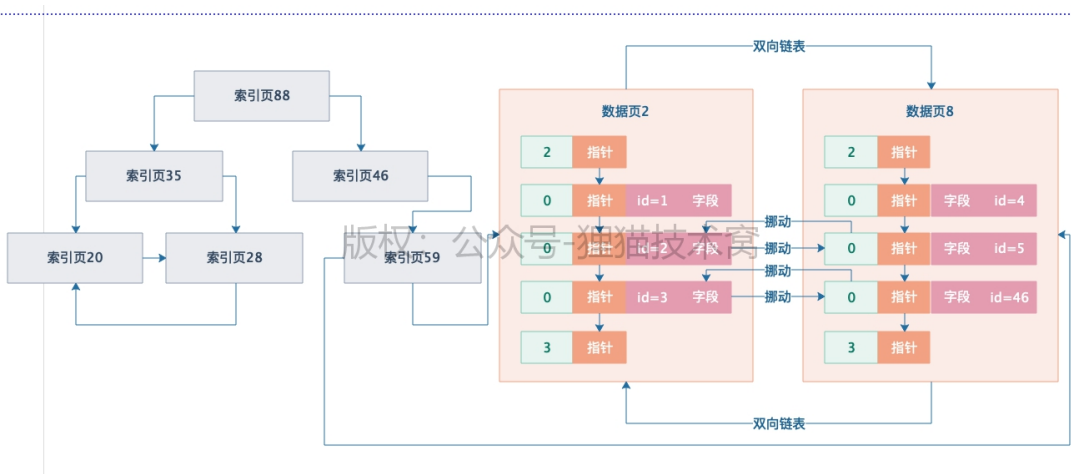 双向链表
索引页88
数据页2
数据页8
2 指针
2 指针
索引页35
索引页46
0 指针 id=1 字段
0 指针 字段 id=4
挪动
索引页20
索引页28
索引页59
0 指针 id=2 字段
挪动
0 指针 字段 id=5
版权：公众号-狸猫技术窝
挪动
0 指针 id=3 字段
挪动
0 指针 字段 id=46
3 指针
3 指针
双向链表